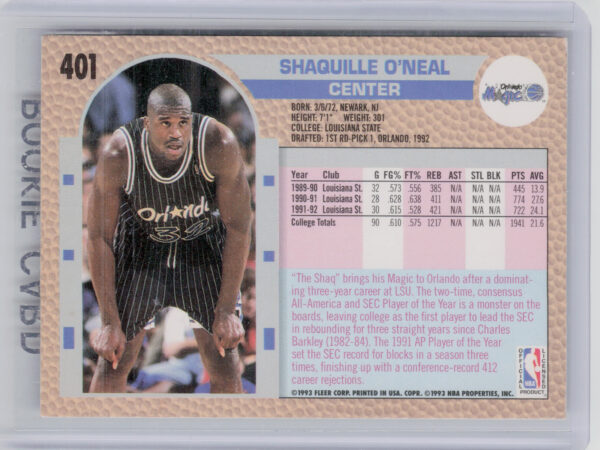 401
SHAQUILLE O'NEAL
CENTER
Orlando
Magic
BORN: 3/6/72, NEWARK, NJ
HEIGHT: 7'1" WEIGHT: 301
COLLEGE: LOUISIANA STATE
DRAFTED: 1ST RD-PICK 1, ORLANDO, 1992
Year Club G FG% FT% REB AST STL BLK PTS AVG
1989-90 Louisiana St. 32 .573 .556 385 N/A N/A N/A 445 13.9
1990-91 Louisiana St. 28 .628 .638 411 N/A N/A N/A 774 27.6
1991-92 Louisiana St. 30 .615 .528 421 N/A N/A N/A 722 24.1
College Totals 90 .610 .575 1217 N/A N/A N/A 1941 21.6
Orlando
32
"The Shaq" brings his Magic to Orlando after a dominat-
ing three-year career at LSU. The two-time, consensus
All-America and SEC Player of the Year is a monster on the
boards, leaving college as the first player to lead the SEC
in rebounding for three straight years since Charles
Barkley (1982-84). The 1991 AP Player of the Year
set the SEC record for blocks in a season three
times, finishing up with a conference-record 412
career rejections.
OFFICIAL
LICENSED
NBA
PRODUCT
©1993 FLEER CORP. PRINTED IN USA. COPR. ©1993 NBA PROPERTIES, INC.
ROOKIE CARD